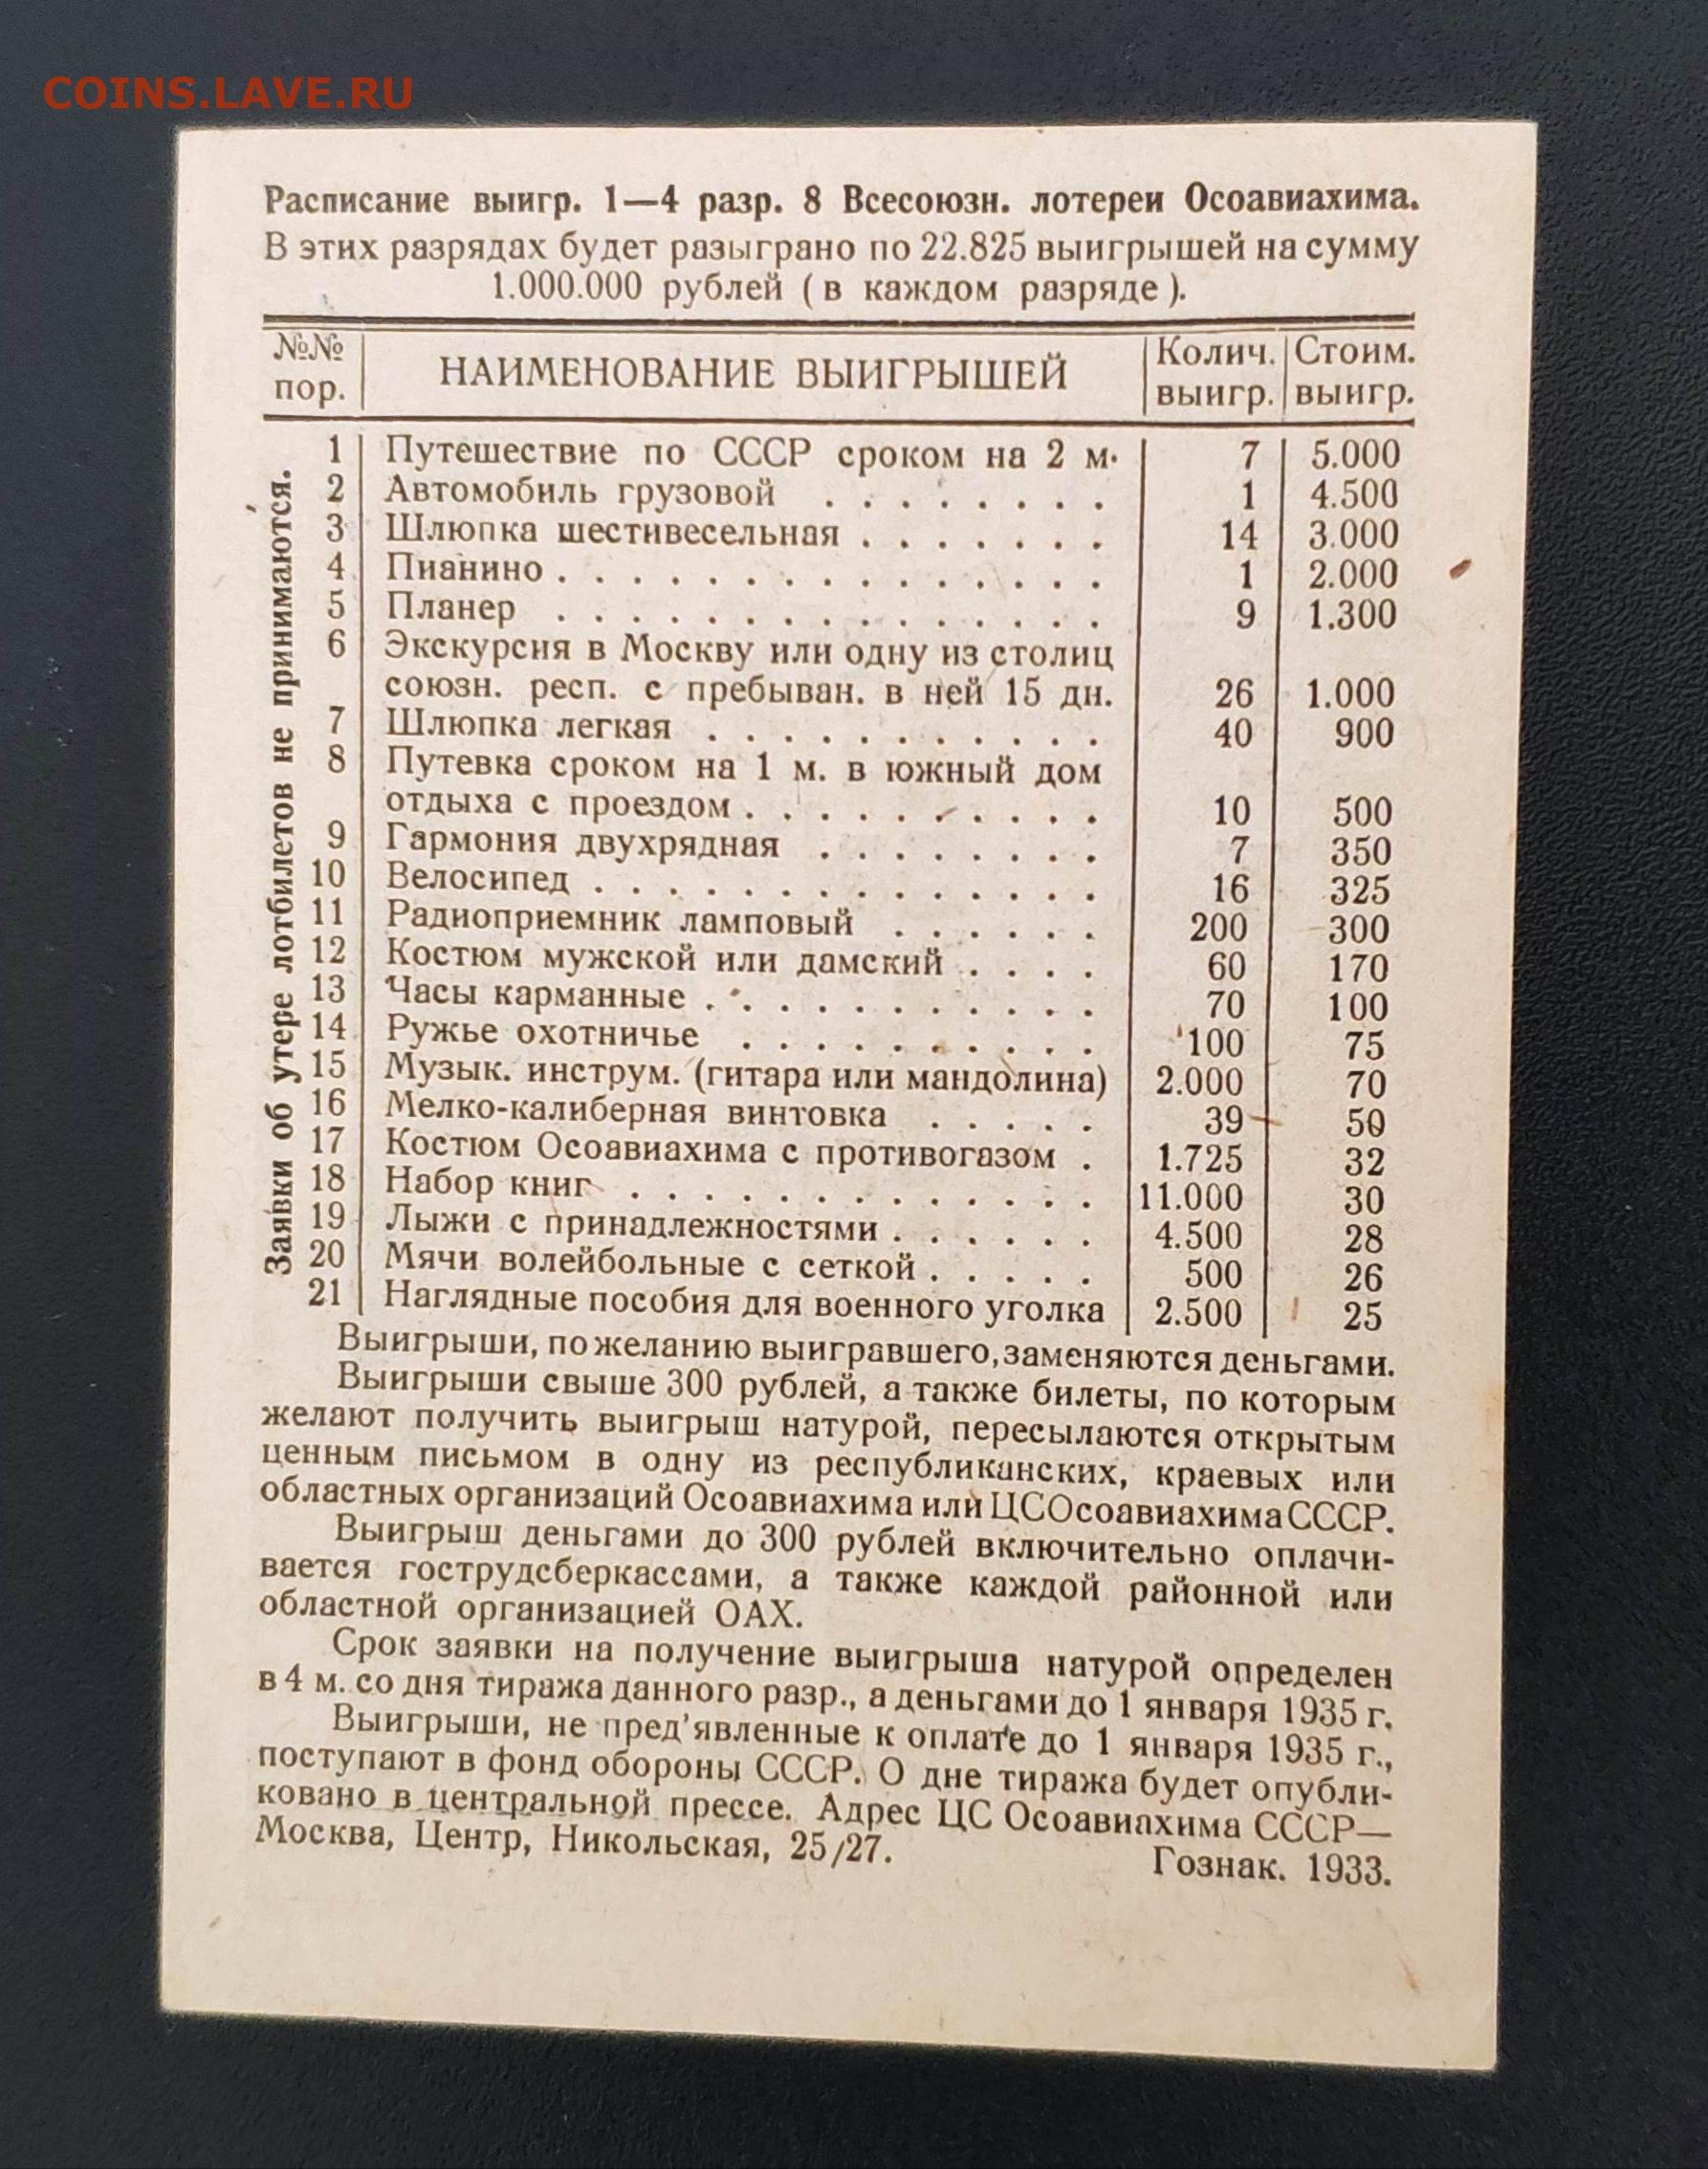 COINS.LAVE.RU
Расписание выигр. 1—4 разр. 8 Всесоюзн. лотереи Осоавиахима.
В этих разрядах будет разыграно по 22.825 выигрышей на сумму
1.000.000 рублей ( в каждом разряде ).
№№ пор. НАИМЕНОВАНИЕ ВЫИГРЫШЕЙ Колич. выигр. Стоим. выигр.
Заявки об утере лотбилетов не принимаются.
1 Путешествие по СССР сроком на 2 м. 7 5.000
2 Автомобиль грузовой . . . . . . . . 1 4.500
3 Шлюпка шестивесельная . . . . . . . 14 3.000
4 Пианино . . . . . . . . . . . . . . . 1 2.000
5 Планер . . . . . . . . . . . . . . . 9 1.300
6 Экскурсия в Москву или одну из столиц
союзн. респ. с пребыван. в ней 15 дн. 26 1.000
7 Шлюпка легкая . . . . . . . . . . . 40 900
8 Путевка сроком на 1 м. в южный дом
отдыха с проездом . . . . . . . . . . 10 500
9 Гармония двухрядная . . . . . . . . 7 350
10 Велосипед . . . . . . . . . . . . . . 16 325
11 Радиоприемник ламповый . . . . . . 200 300
12 Костюм мужской или дамский . . . . 60 170
13 Часы карманные . . . . . . . . . . . 70 100
14 Ружье охотничье . . . . . . . . . . 100 75
15 Музык. инструм. (гитара или мандолина) 2.000 70
16 Мелко-калиберная винтовка . . . . . 39 50
17 Костюм Осоавиахима с противогазом . 1.725 32
18 Набор книг . . . . . . . . . . . . . 11.000 30
19 Лыжи с принадлежностями . . . . . . 4.500 28
20 Мячи волейбольные с сеткой . . . . . 500 26
21 Наглядные пособия для военного уголка 2.500 25
Выигрыши, по желанию выигравшего, заменяются деньгами.
Выигрыши свыше 300 рублей, а также билеты, по которым
желают получить выигрыш натурой, пересылаются открытым
ценным письмом в одну из республиканских, краевых или
областных организаций Осоавиахима или ЦС Осоавиахима СССР.
Выигрыш деньгами до 300 рублей включительно оплачи-
вается гострудсберкассами, а также каждой районной или
областной организацией ОАХ.
Срок заявки на получение выигрыша натурой определен
в 4 м. со дня тиража данного разр., а деньгами до 1 января 1935 г.
Выигрыши, не пред'явленные к оплате до 1 января 1935 г.,
поступают в фонд обороны СССР. О дне тиража будет опубли-
ковано в центральной прессе. Адрес ЦС Осоавиахима СССР—
Москва, Центр, Никольская, 25/27. Гознак. 1933.